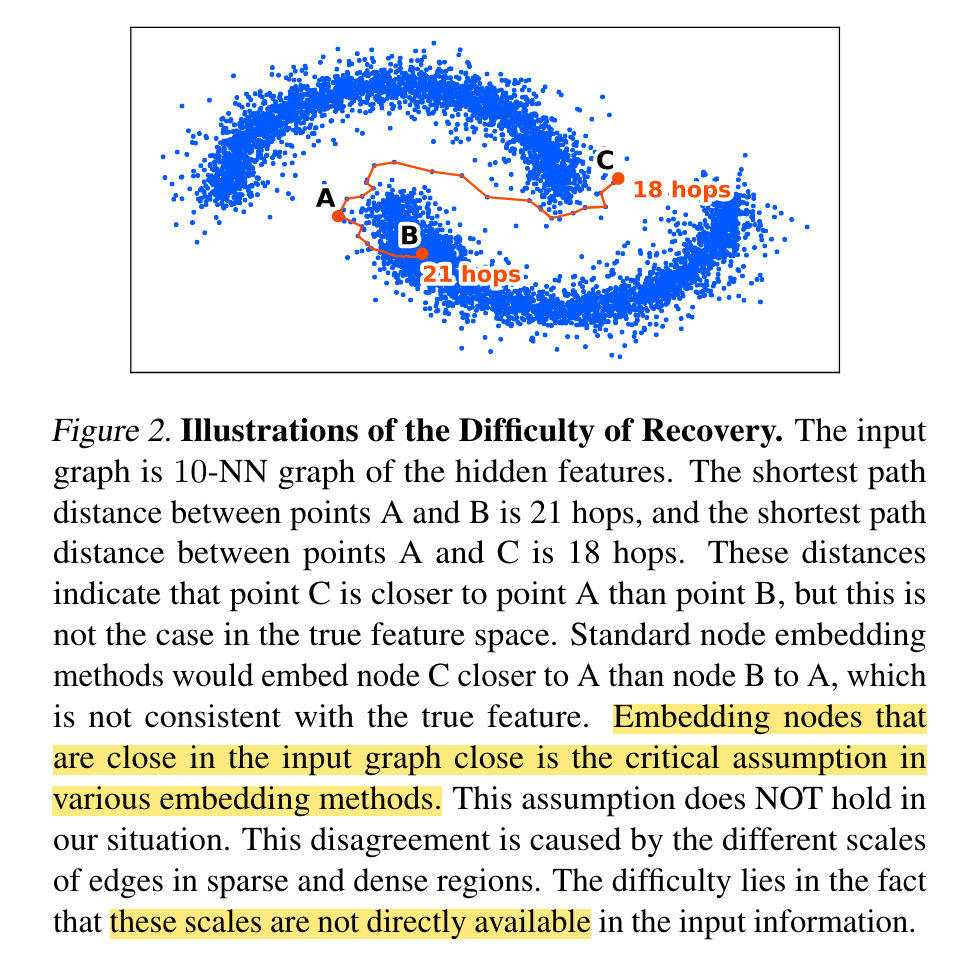 C
18 hops
A
B
21 hops
Figure 2. Illustrations of the Difficulty of Recovery. The input
graph is 10-NN graph of the hidden features. The shortest path
distance between points A and B is 21 hops, and the shortest path
distance between points A and C is 18 hops. These distances
indicate that point C is closer to point A than point B, but this is
not the case in the true feature space. Standard node embedding
methods would embed node C closer to A than node B to A, which
is not consistent with the true feature. Embedding nodes that
are close in the input graph close is the critical assumption in
various embedding methods. This assumption does NOT hold in
our situation. This disagreement is caused by the different scales
of edges in sparse and dense regions. The difficulty lies in the fact
that these scales are not directly available in the input information.